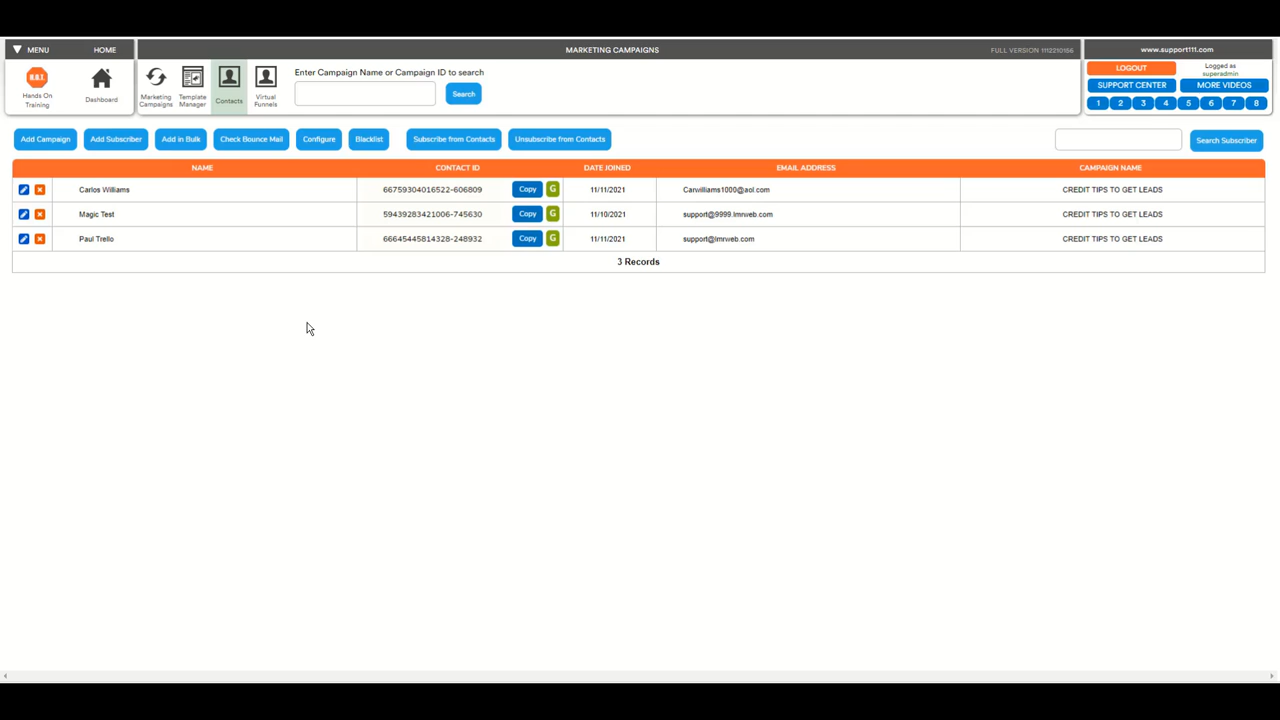 MENU HOME MARKETING CAMPAIGNS FULL VERSION 1112210156 www.support111.com
H.O.T. Hands On Training
Dashboard
Marketing Campaigns
Template Manager
Contacts
Virtual Funnels
Enter Campaign Name or Campaign ID to search
Search
LOGOUT Logged as superadmin
SUPPORT CENTER MORE VIDEOS
1 2 3 4 5 6 7 8
Add Campaign Add Subscriber Add in Bulk Check Bounce Mail Configure Blacklist Subscribe from Contacts Unsubscribe from Contacts Search Subscriber
NAME CONTACT ID DATE JOINED EMAIL ADDRESS CAMPAIGN NAME
Carlos Williams 66759304016522-606809 Copy G 11/11/2021 Carwilliams1000@aol.com CREDIT TIPS TO GET LEADS
Magic Test 59439283421006-745630 Copy G 11/10/2021 support@9999.lmrweb.com CREDIT TIPS TO GET LEADS
Paul Trello 66645445814328-248932 Copy G 11/11/2021 support@lmrweb.com CREDIT TIPS TO GET LEADS
3 Records